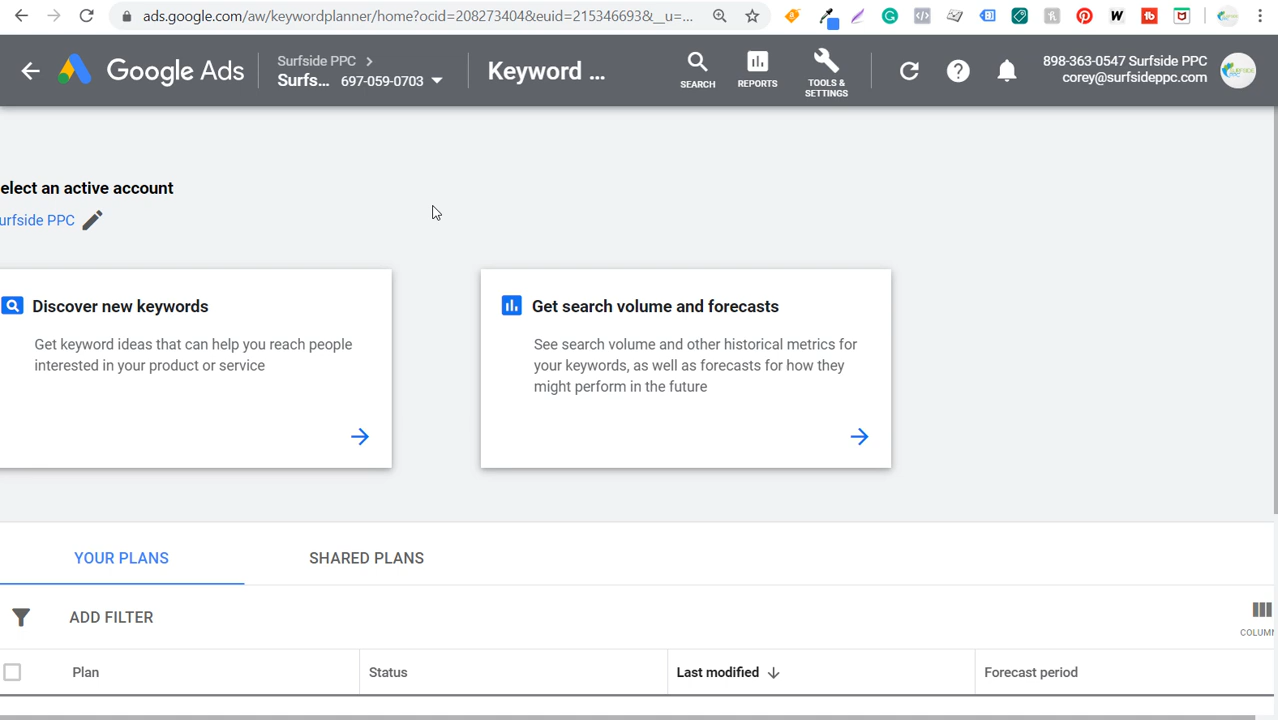 ads.google.com/aw/keywordplanner/home?ocid=208573404&euid=215346693&__u=...
Google Ads
Surfside PPC
Surfs... 697-059-0703
Keyword ...
SEARCH
REPORTS
TOOLS &
SETTINGS
898-363-0547 Surfside PPC
corey@surfsideppc.com
elect an active account
urfside PPC
Discover new keywords
Get keyword ideas that can help you reach people
interested in your product or service
Get search volume and forecasts
See search volume and other historical metrics for
your keywords, as well as forecasts for how they
might perform in the future
YOUR PLANS
SHARED PLANS
ADD FILTER
COLUMN
Plan
Status
Last modified
Forecast period